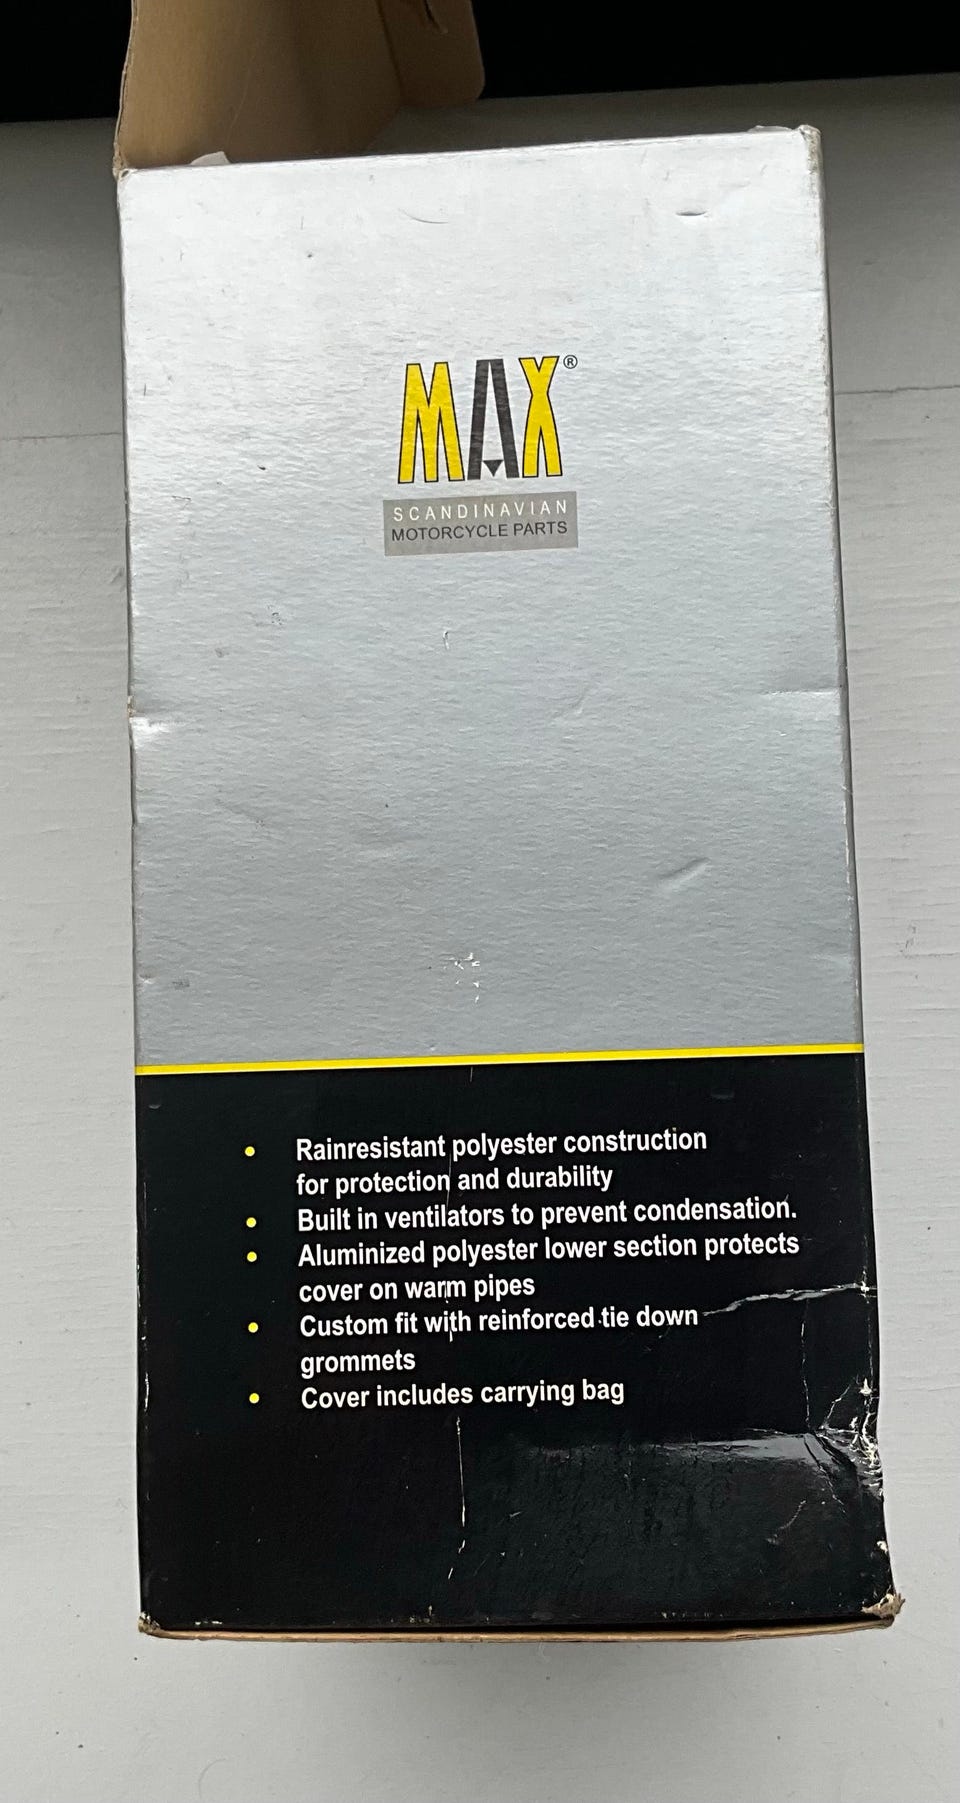 MAX®
SCANDINAVIAN
MOTORCYCLE PARTS
• Rainresistant polyester construction
for protection and durability
• Built in ventilators to prevent condensation.
• Aluminized polyester lower section protects
cover on warm pipes
• Custom fit with reinforced tie down
grommets
• Cover includes carrying bag